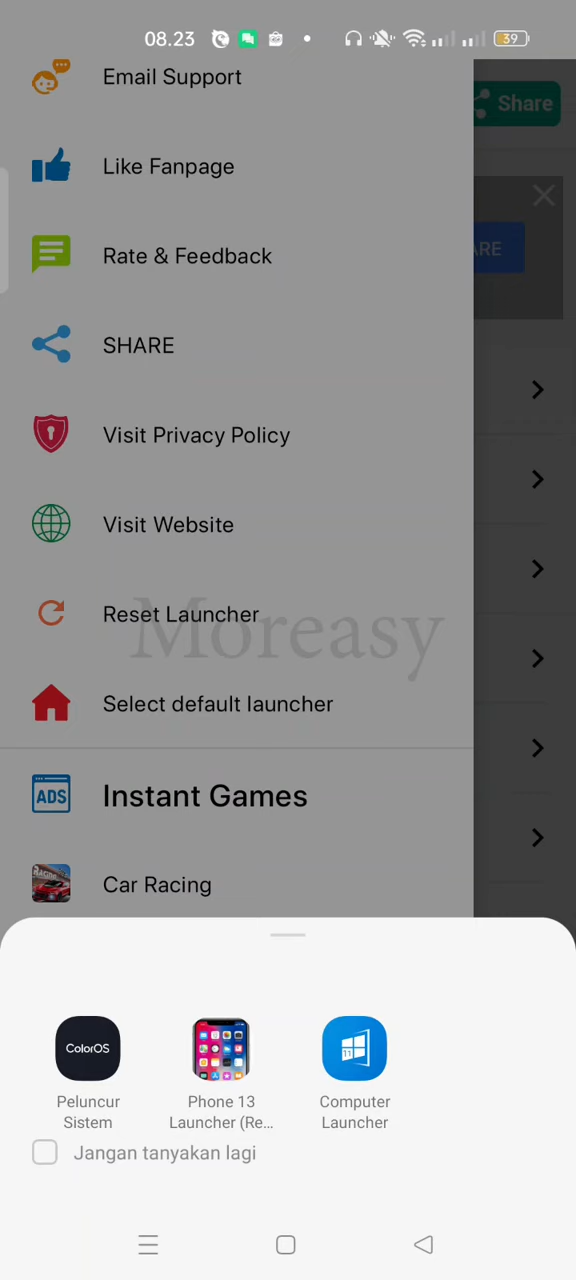 08.23
39
Email Support
Share
Like Fanpage
ARE
Rate & Feedback
SHARE
Visit Privacy Policy
Visit Website
Reset Launcher
Moreasy
Select default launcher
ADS
Instant Games
Car Racing
ColorOS
11
Peluncur
Sistem
Phone 13
Launcher (Re...
Computer
Launcher
Jangan tanyakan lagi